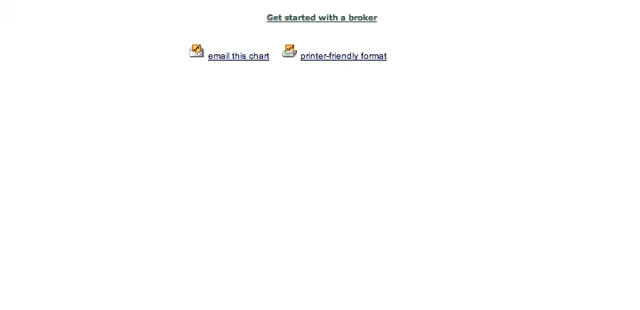 Get started with a broker
email this chart printer-friendly format